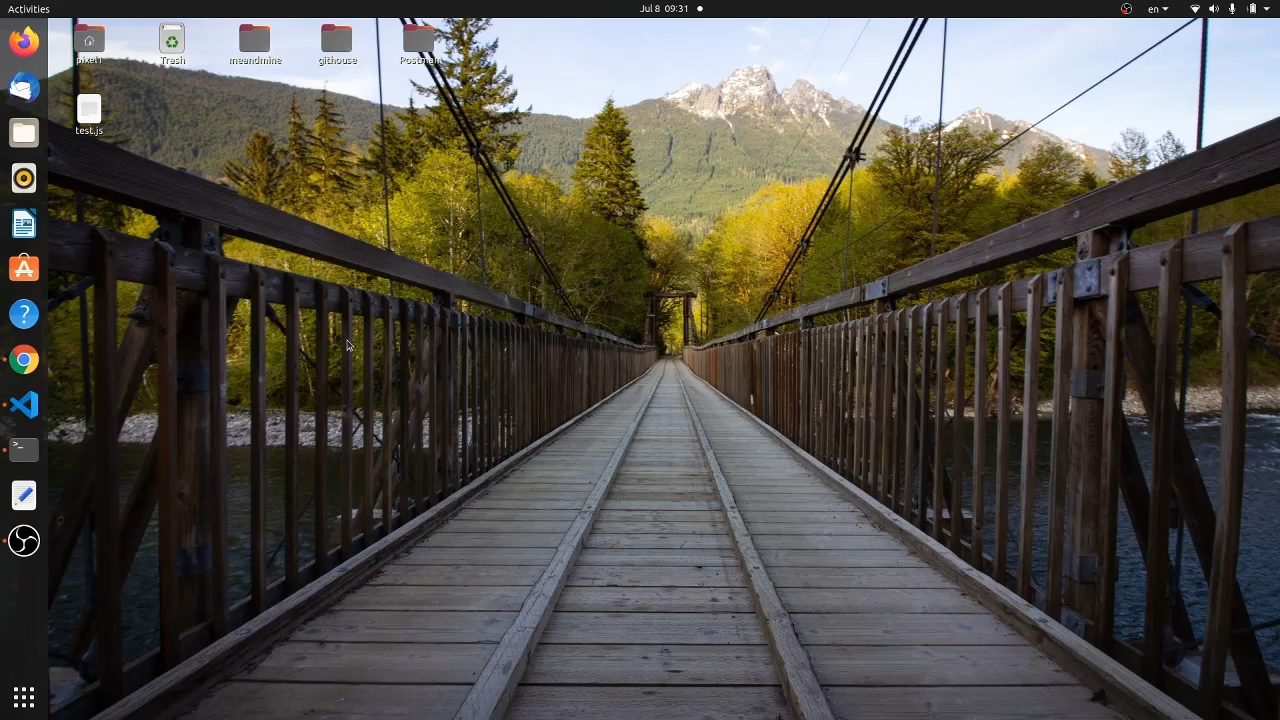 Activities
Jul 8 09:31
en
pixel1
Trash
meandmine
githouse
Postman
test.js